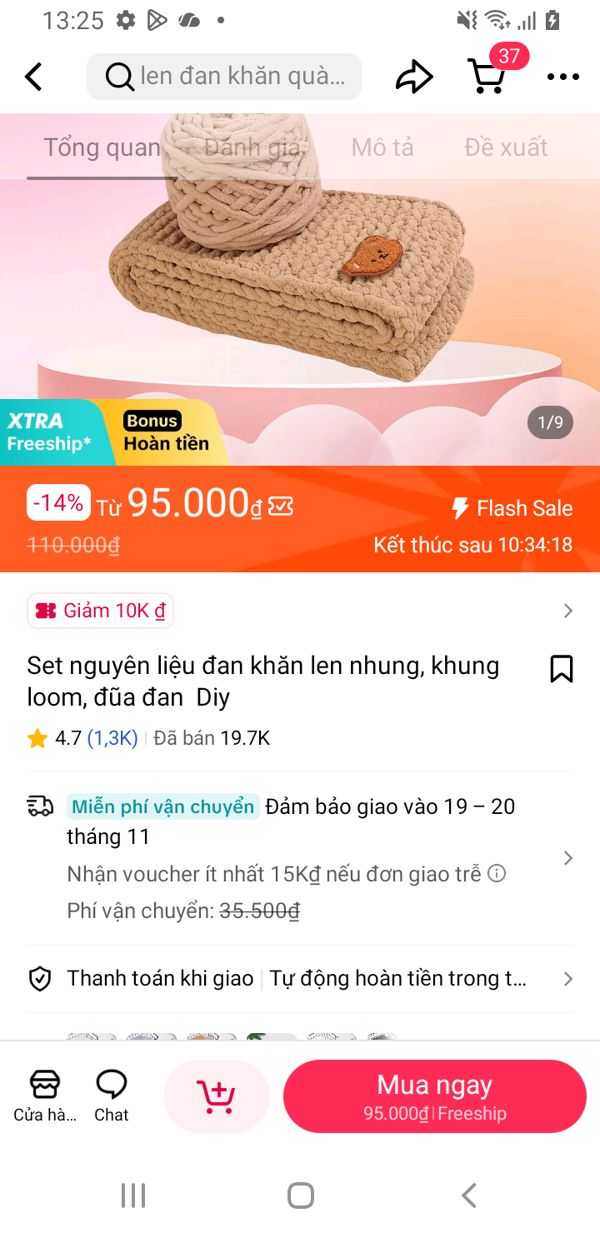 13:25
37
len đan khăn quà...
Tổng quan Đánh giá Mô tả Đề xuất
XTRA
Freeship*
Bonus
Hoàn tiền
1/9
-14% Từ 95.000đ
110.000đ
Flash Sale
Kết thúc sau 10:34:18
Giảm 10K đ
Set nguyên liệu đan khăn len nhung, khung
loom, đũa đan Diy
4.7 (1,3K) Đã bán 19.7K
Miễn phí vận chuyển Đảm bảo giao vào 19 – 20
tháng 11
Nhận voucher ít nhất 15K₫ nếu đơn giao trễ
Phí vận chuyển: 35.500₫
Thanh toán khi giao Tự động hoàn tiền trong t...
Cửa hà...
Chat
Mua ngay
95.000₫ Freeship